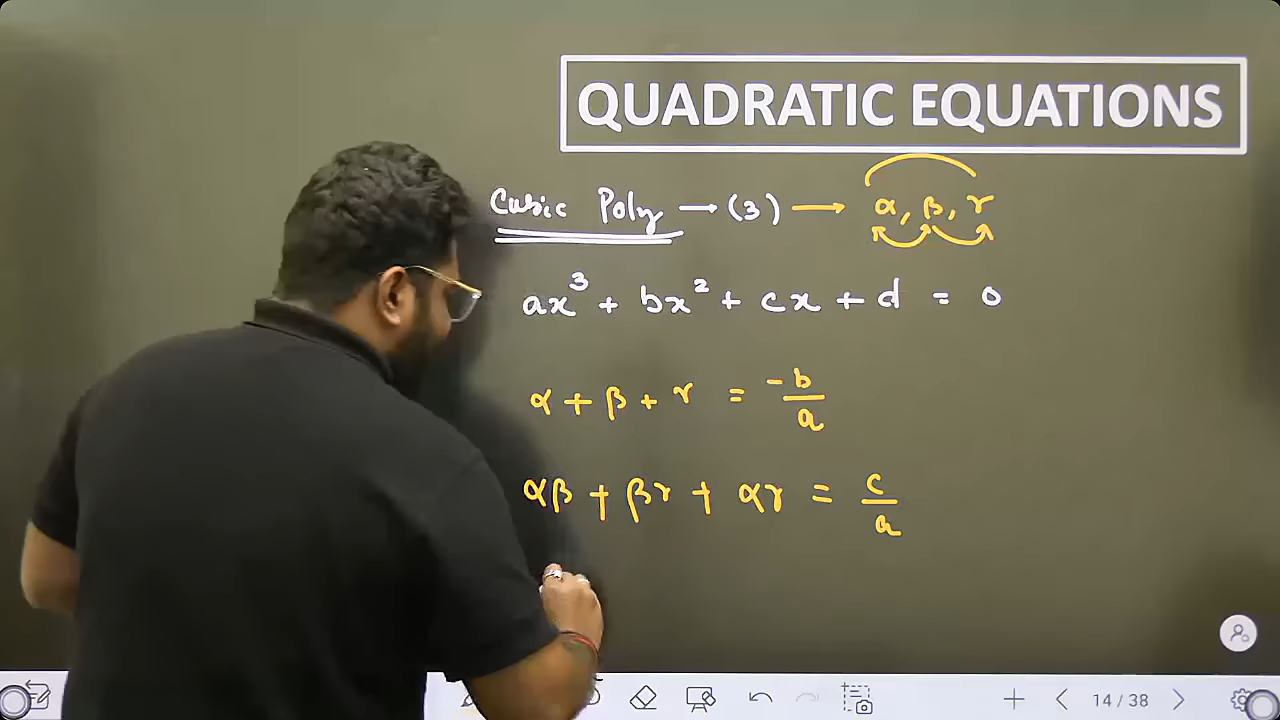 QUADRATIC EQUATIONS
Cubic Poly → (3) → α, β, γ
ax³ + bx² + cx + d = 0
α + β + γ = -b/a
αβ + βγ + αγ = c/a
14 / 38